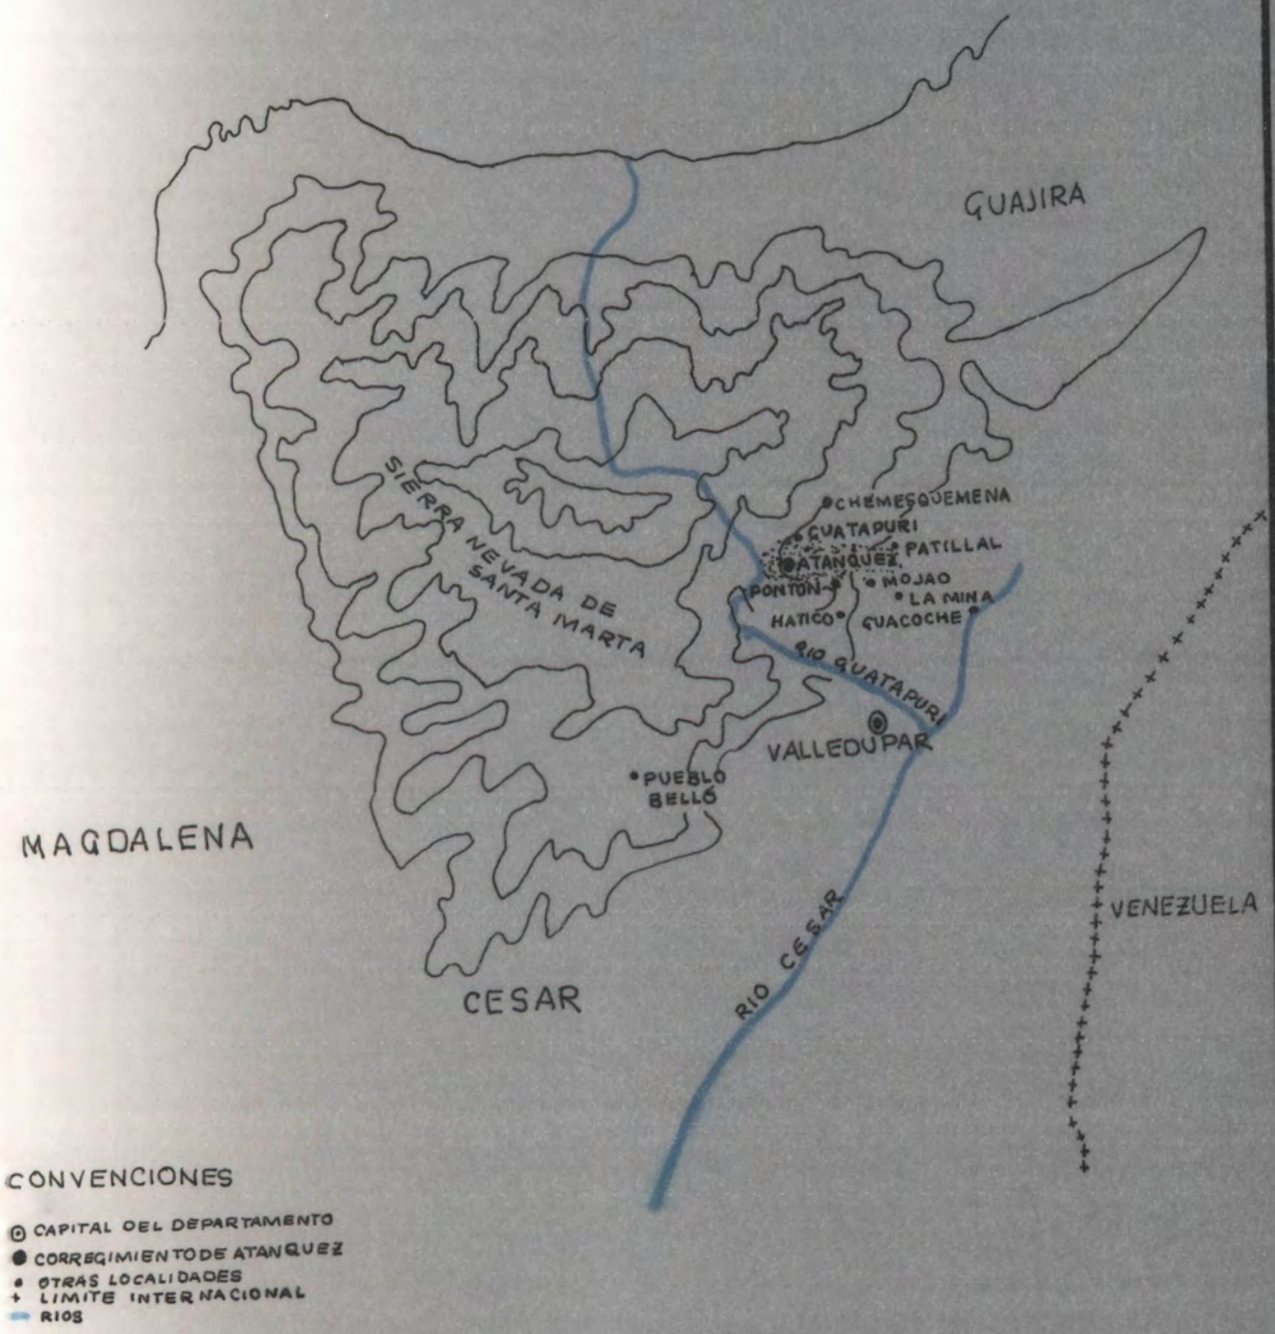 GUAJIRA
CHEMESQUEMENA
GUATAPURI
PATILLAL
ATANQUEZ
PONTON
MOJAO
LA MINA
HATICO
GUACOCHE
SIERRA NEVADA DE
SANTA MARTA
RIO GUATAPURI
VALLEDUPAR
PUEBLO
BELLO
MAGDALENA
VENEZUELA
RIO CESAR
CESAR
CONVENCIONES
CAPITAL DEL DEPARTAMENTO
CORREGIMIENTO DE ATANQUEZ
OTRAS LOCALIDADES
LIMITE INTERNACIONAL
RIOS